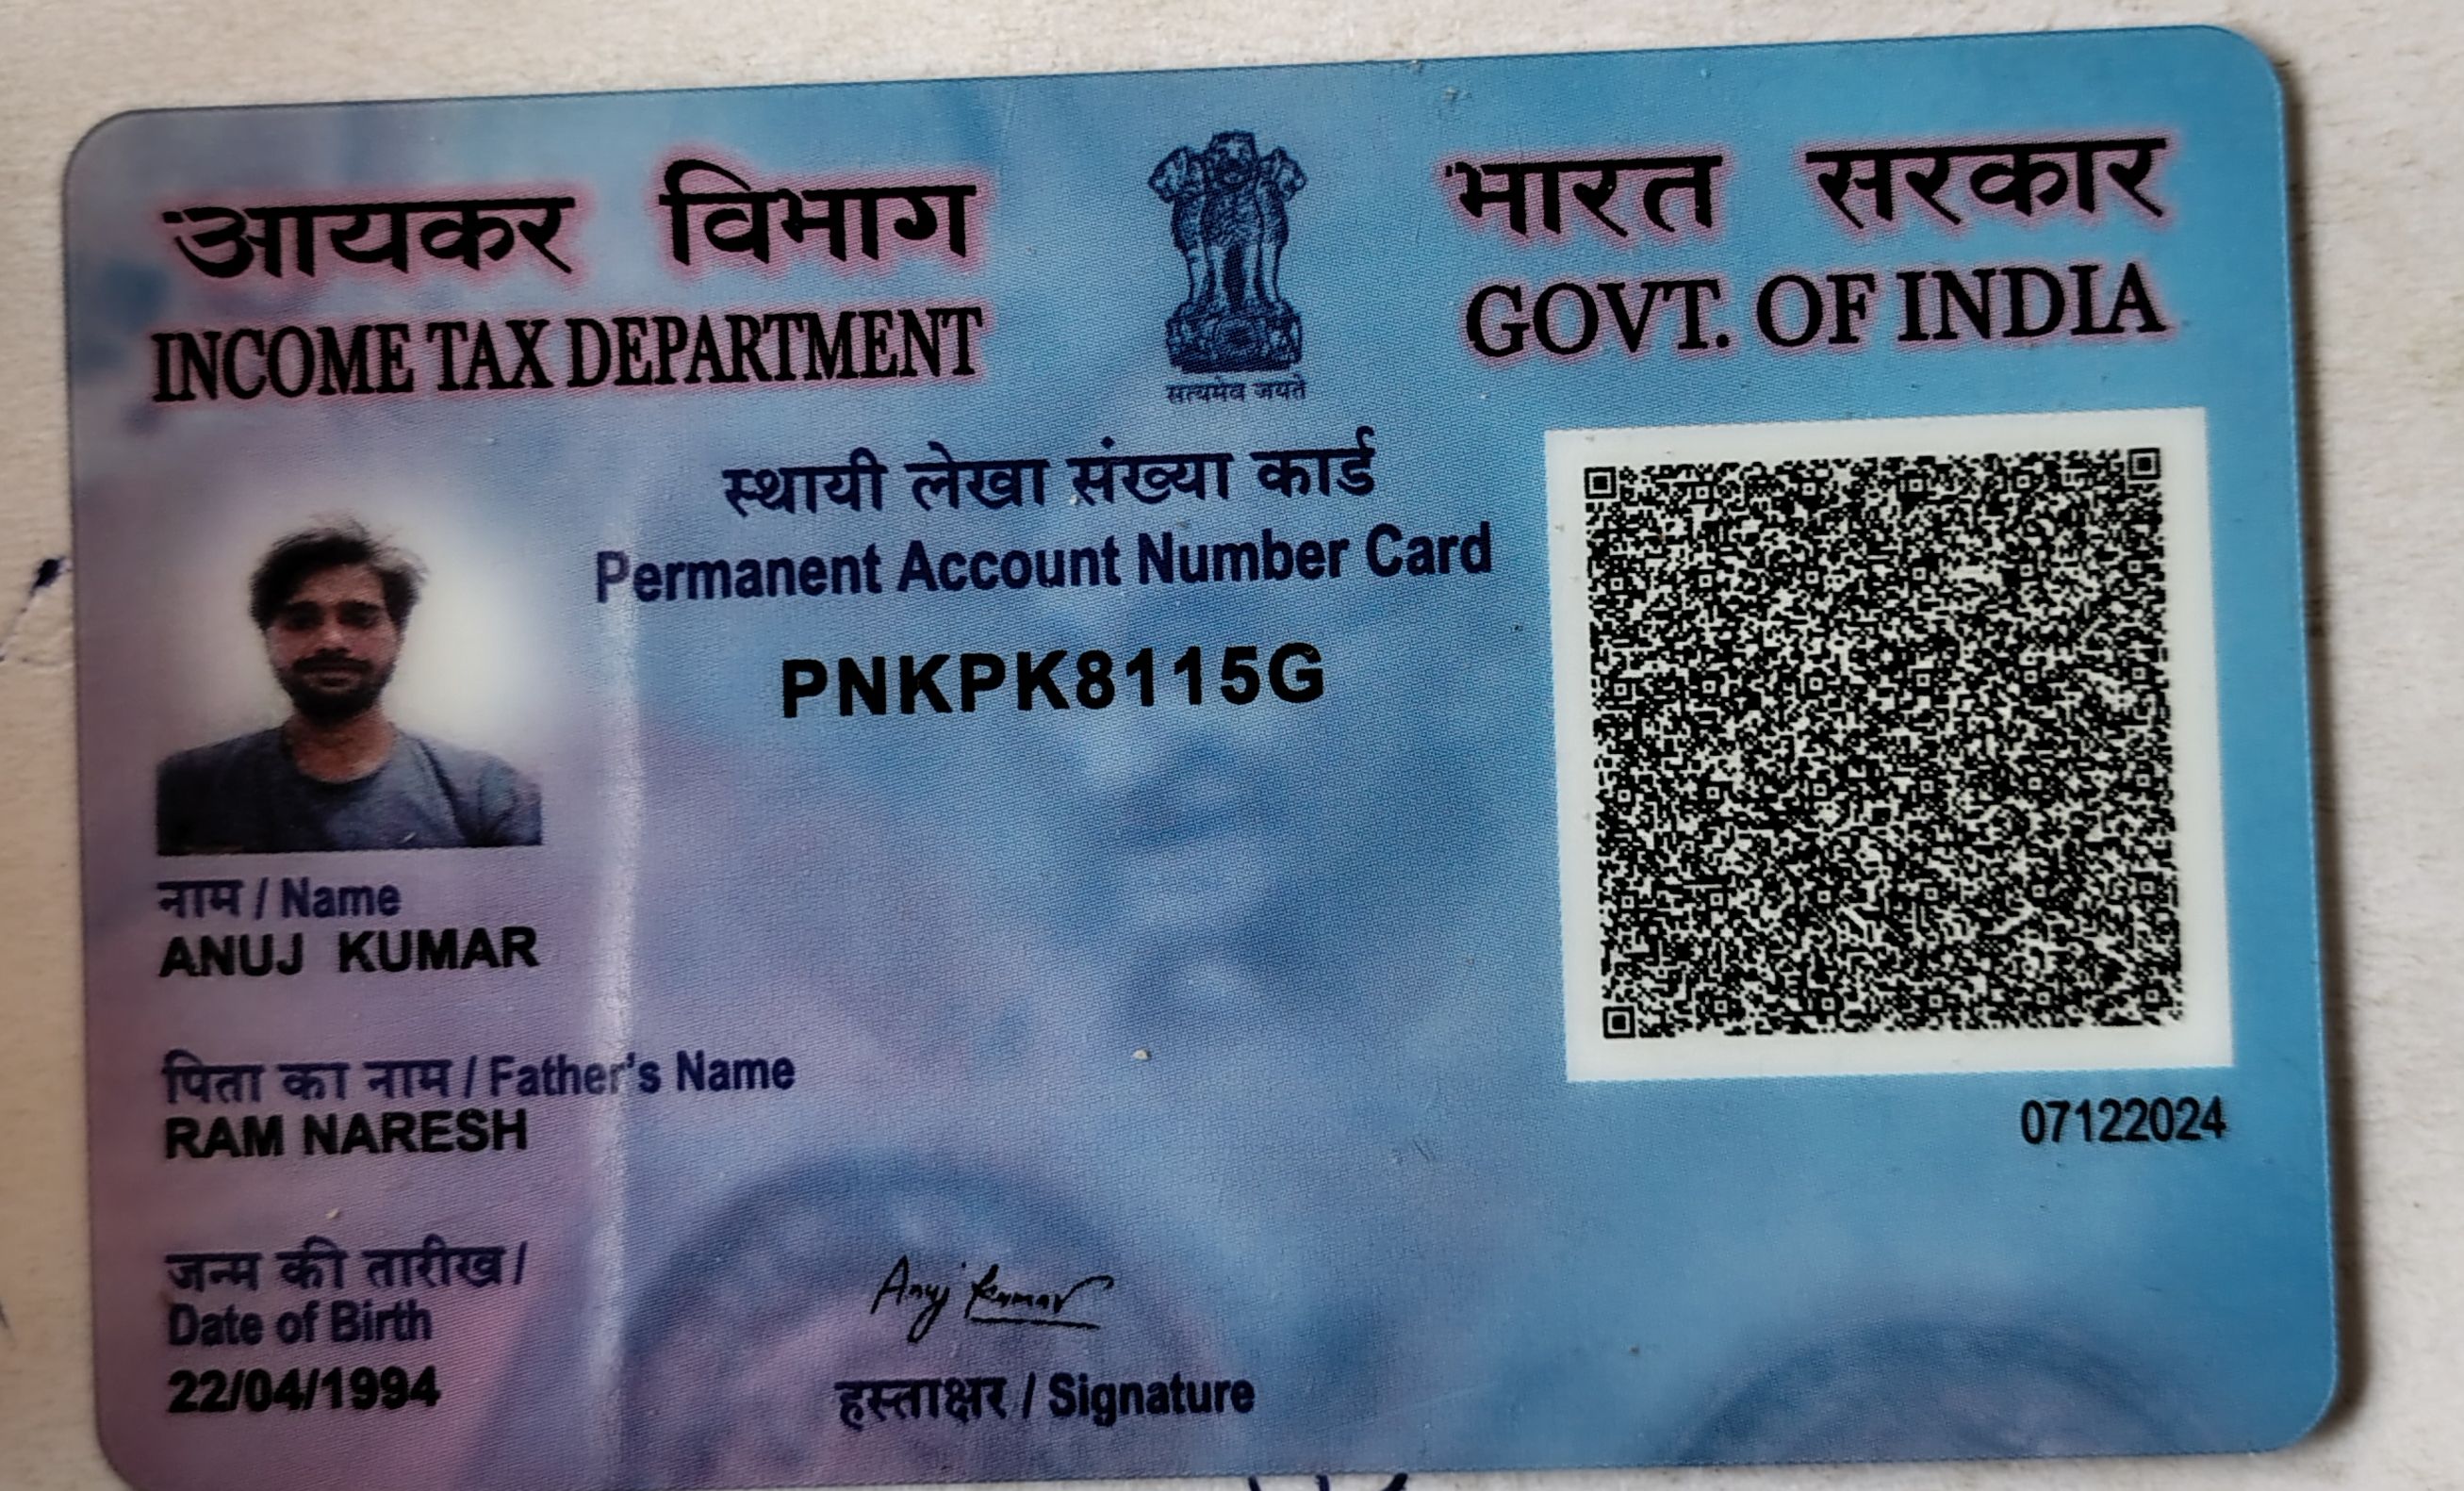 आयकर विभाग
INCOME TAX DEPARTMENT
सत्यमेव जयते
भारत सरकार
GOVT. OF INDIA
स्थायी लेखा संख्या कार्ड
Permanent Account Number Card
PNKPK8115G
नाम / Name
ANUJ KUMAR
पिता का नाम / Father's Name
RAM NARESH
जन्म की तारीख /
Date of Birth
22/04/1994
Anuj Kumar
हस्ताक्षर / Signature
07122024